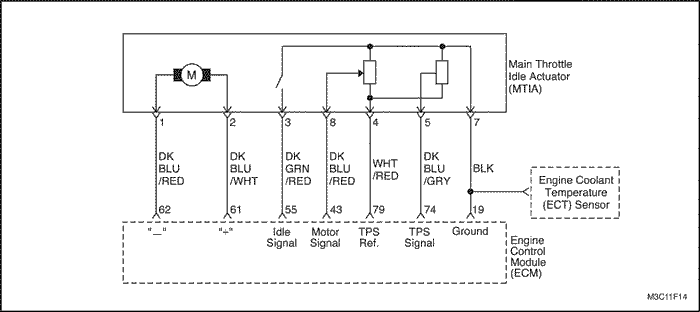 M
Main Throttle
Idle Actuator
(MTIA)
1 2 3 8 4 5 7
DK
BLU
/RED
DK
BLU
/WHT
DK
GRN
/RED
DK
BLU
/RED
WHT
/RED
DK
BLU
/GRY
BLK
Engine Coolant
Temperature
(ECT) Sensor
62 61 55 43 79 74 19
"—"
"+"
Idle
Signal
Motor
Signal
TPS
Ref.
TPS
Signal
Ground
Engine
Control
Module
(ECM)
M3C11F14